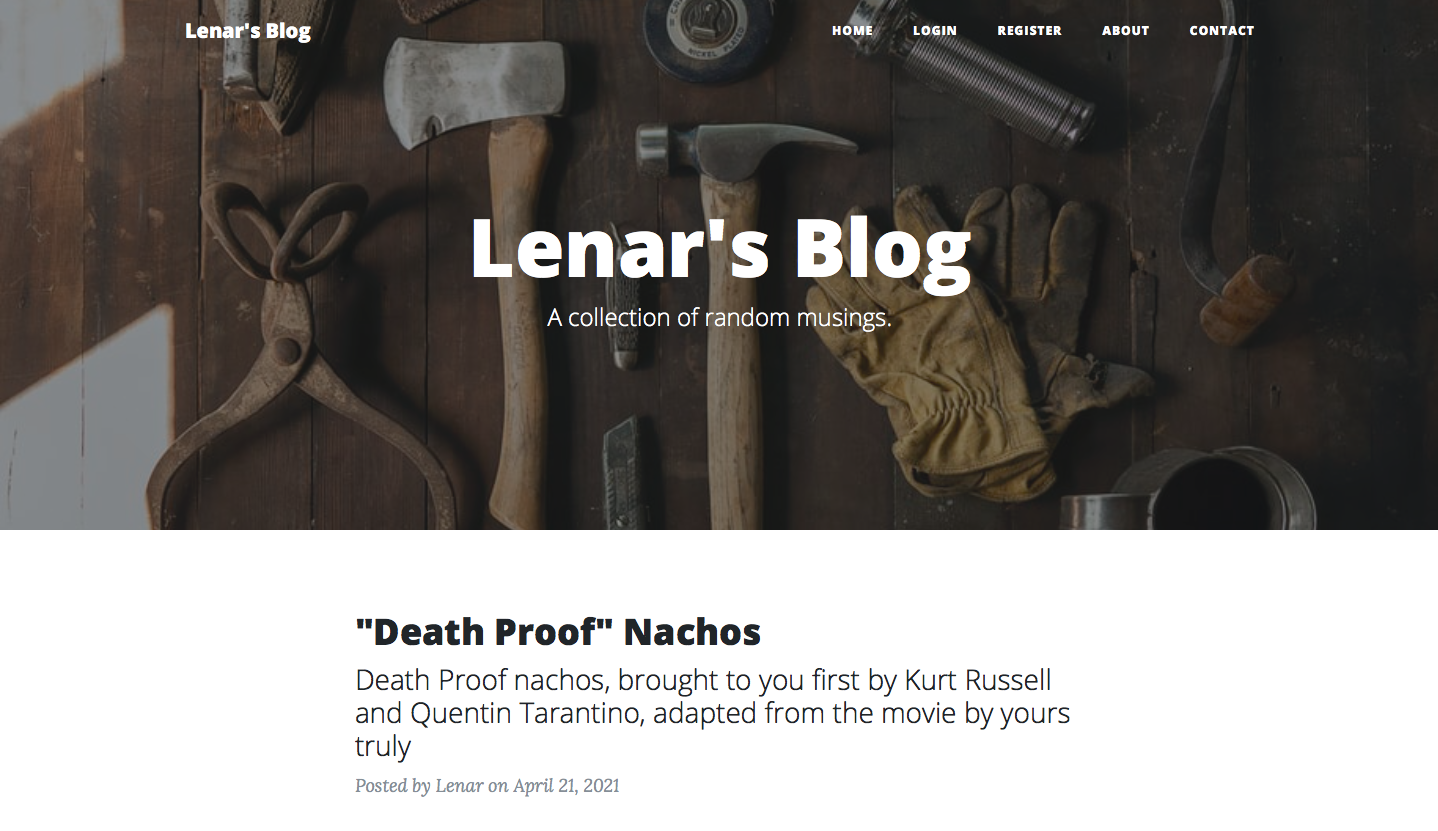 Lenar's Blog
HOME LOGIN REGISTER ABOUT CONTACT
NICKEL PLATED
Lenar's Blog
A collection of random musings.
"Death Proof" Nachos
Death Proof nachos, brought to you first by Kurt Russell
and Quentin Tarantino, adapted from the movie by yours
truly
Posted by Lenar on April 21, 2021